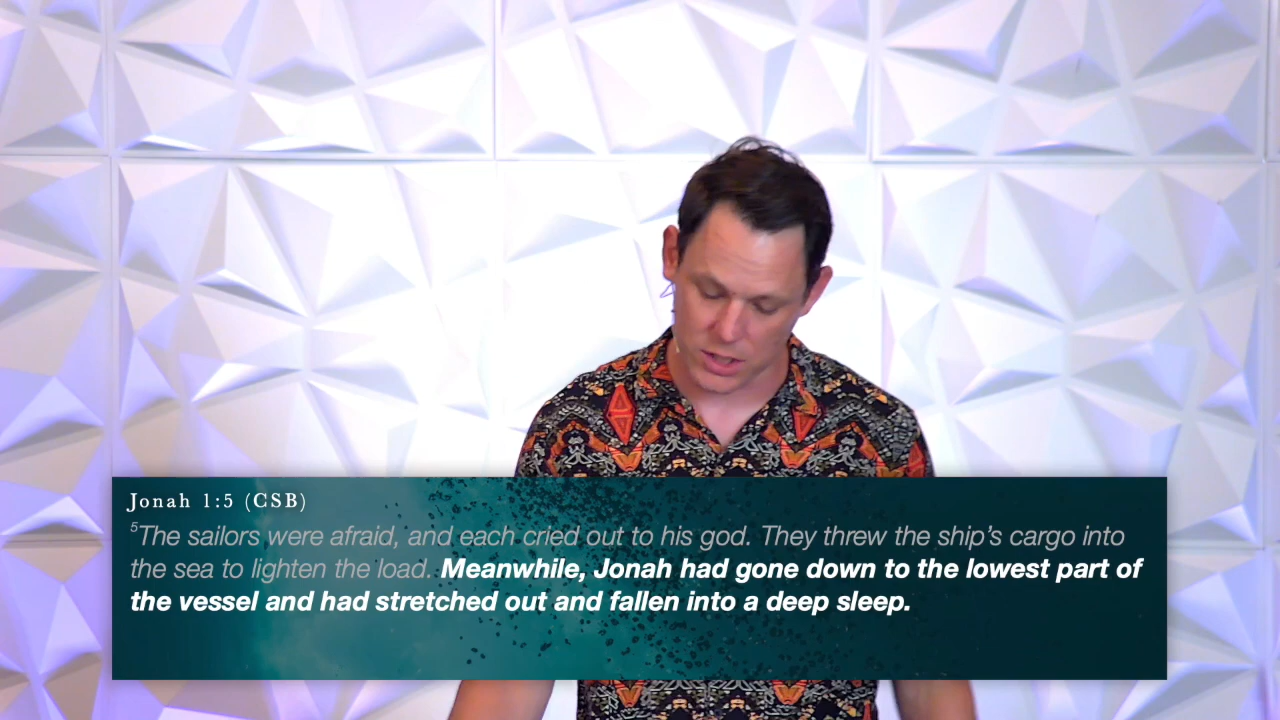 Jonah 1:5 (CSB)
⁵The sailors were afraid, and each cried out to his god. They threw the ship’s cargo into
the sea to lighten the load. Meanwhile, Jonah had gone down to the lowest part of
the vessel and had stretched out and fallen into a deep sleep.